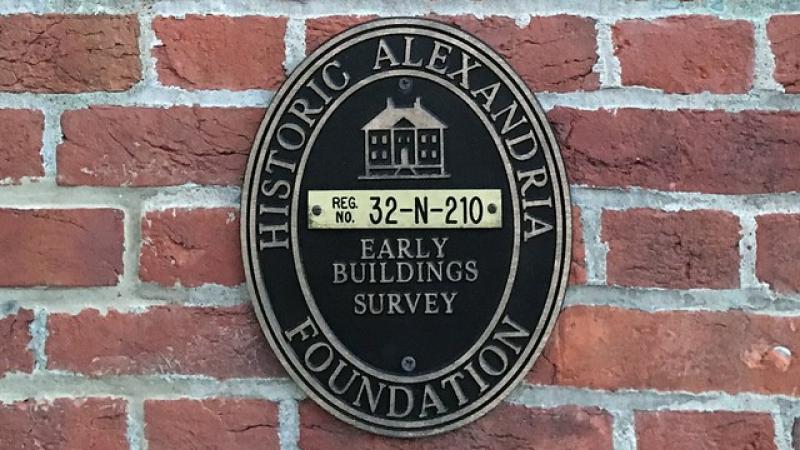 HISTORIC ALEXANDRIA
REG. NO. 32-N-210
EARLY
BUILDINGS
SURVEY
FOUNDATION